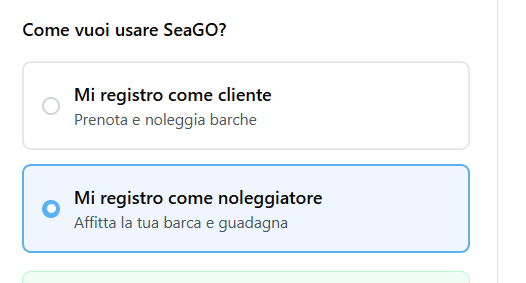 Come vuoi usare SeaGO?
Mi registro come cliente
Prenota e noleggia barche
Mi registro come noleggiatore
Affitta la tua barca e guadagna